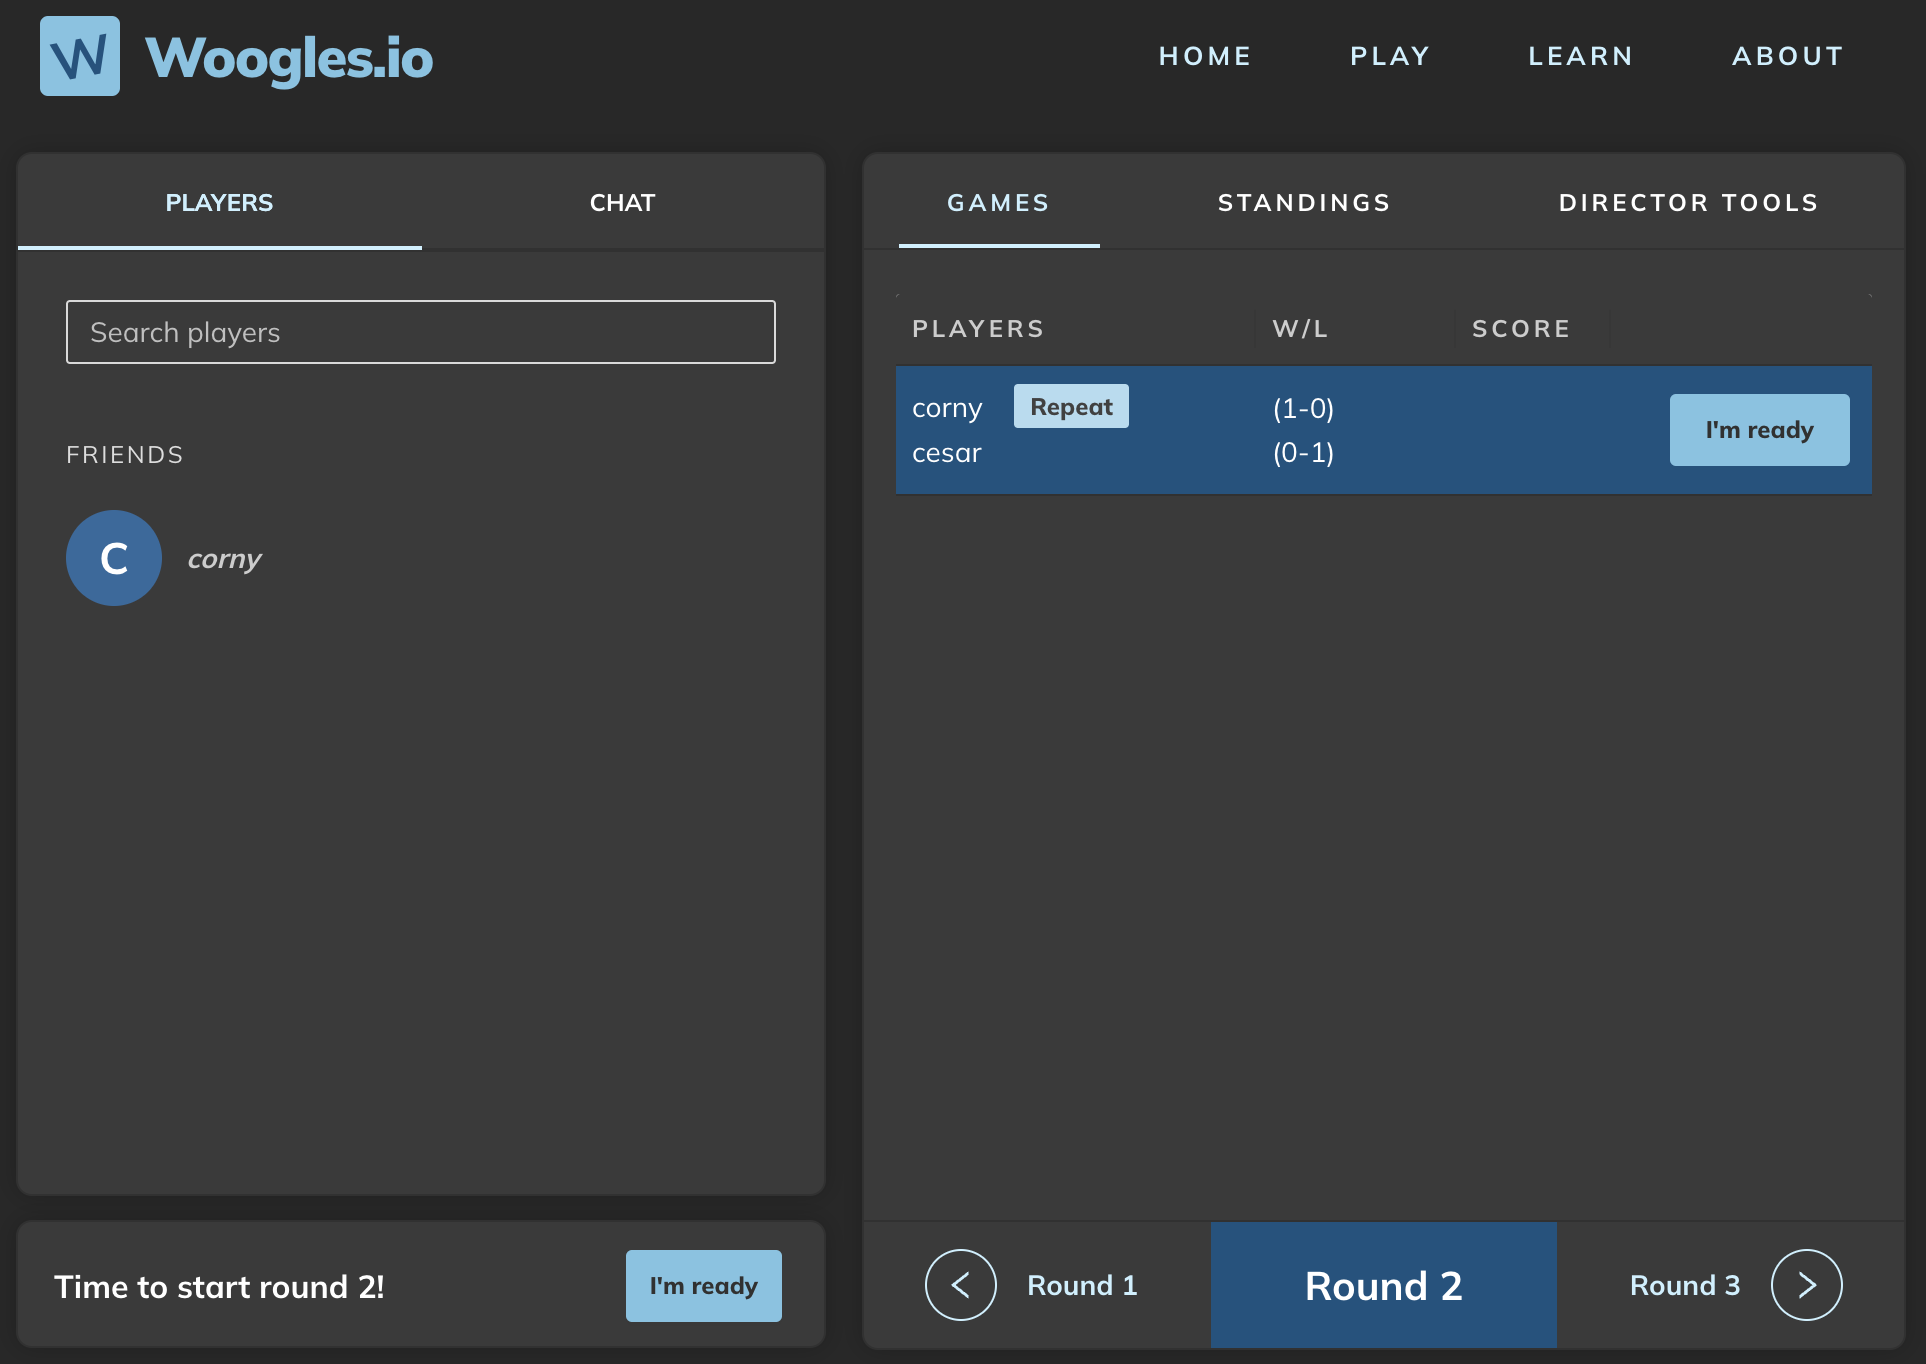 W Woogles.io
HOME PLAY LEARN ABOUT
PLAYERS CHAT
Search players
FRIENDS
C corny
Time to start round 2! I'm ready
GAMES STANDINGS DIRECTOR TOOLS
PLAYERS W/L SCORE
corny Repeat (1-0)
cesar (0-1)
I'm ready
Round 1 Round 2 Round 3